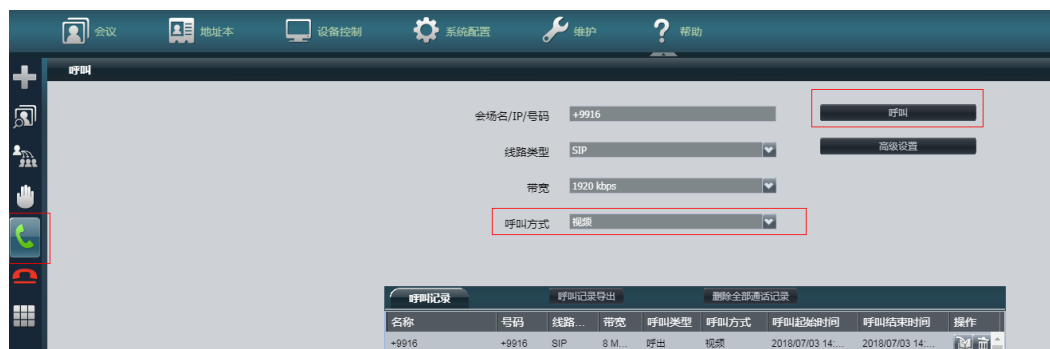 会议 地址本 设备控制 系统配置 维护 ? 帮助
呼叫
会场名/IP/号码 +9916 呼叫
线路类型 SIP 高级设置
带宽 1920 kbps
呼叫方式 视频
呼叫记录 呼叫记录导出 删除全部通话记录
名称 号码 线路... 带宽 呼叫类型 呼叫方式 呼叫起始时间 呼叫结束时间 操作
+9916 +9916 SIP 8 M... 呼出 视频 2018/07/03 14:... 2018/07/03 14:...